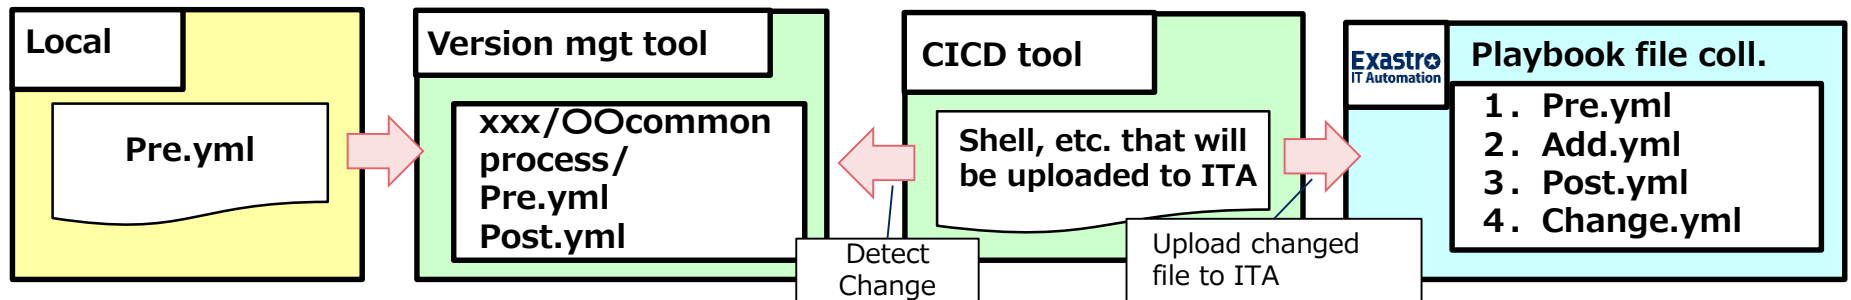 Local
Pre.yml
Version mgt tool
xxx/〇〇common
process/
Pre.yml
Post.yml
Detect
Change
CICD tool
Shell, etc. that will
be uploaded to ITA
Upload changed
file to ITA
Exastro
IT Automation
Playbook file coll.
1. Pre.yml
2. Add.yml
3. Post.yml
4. Change.yml